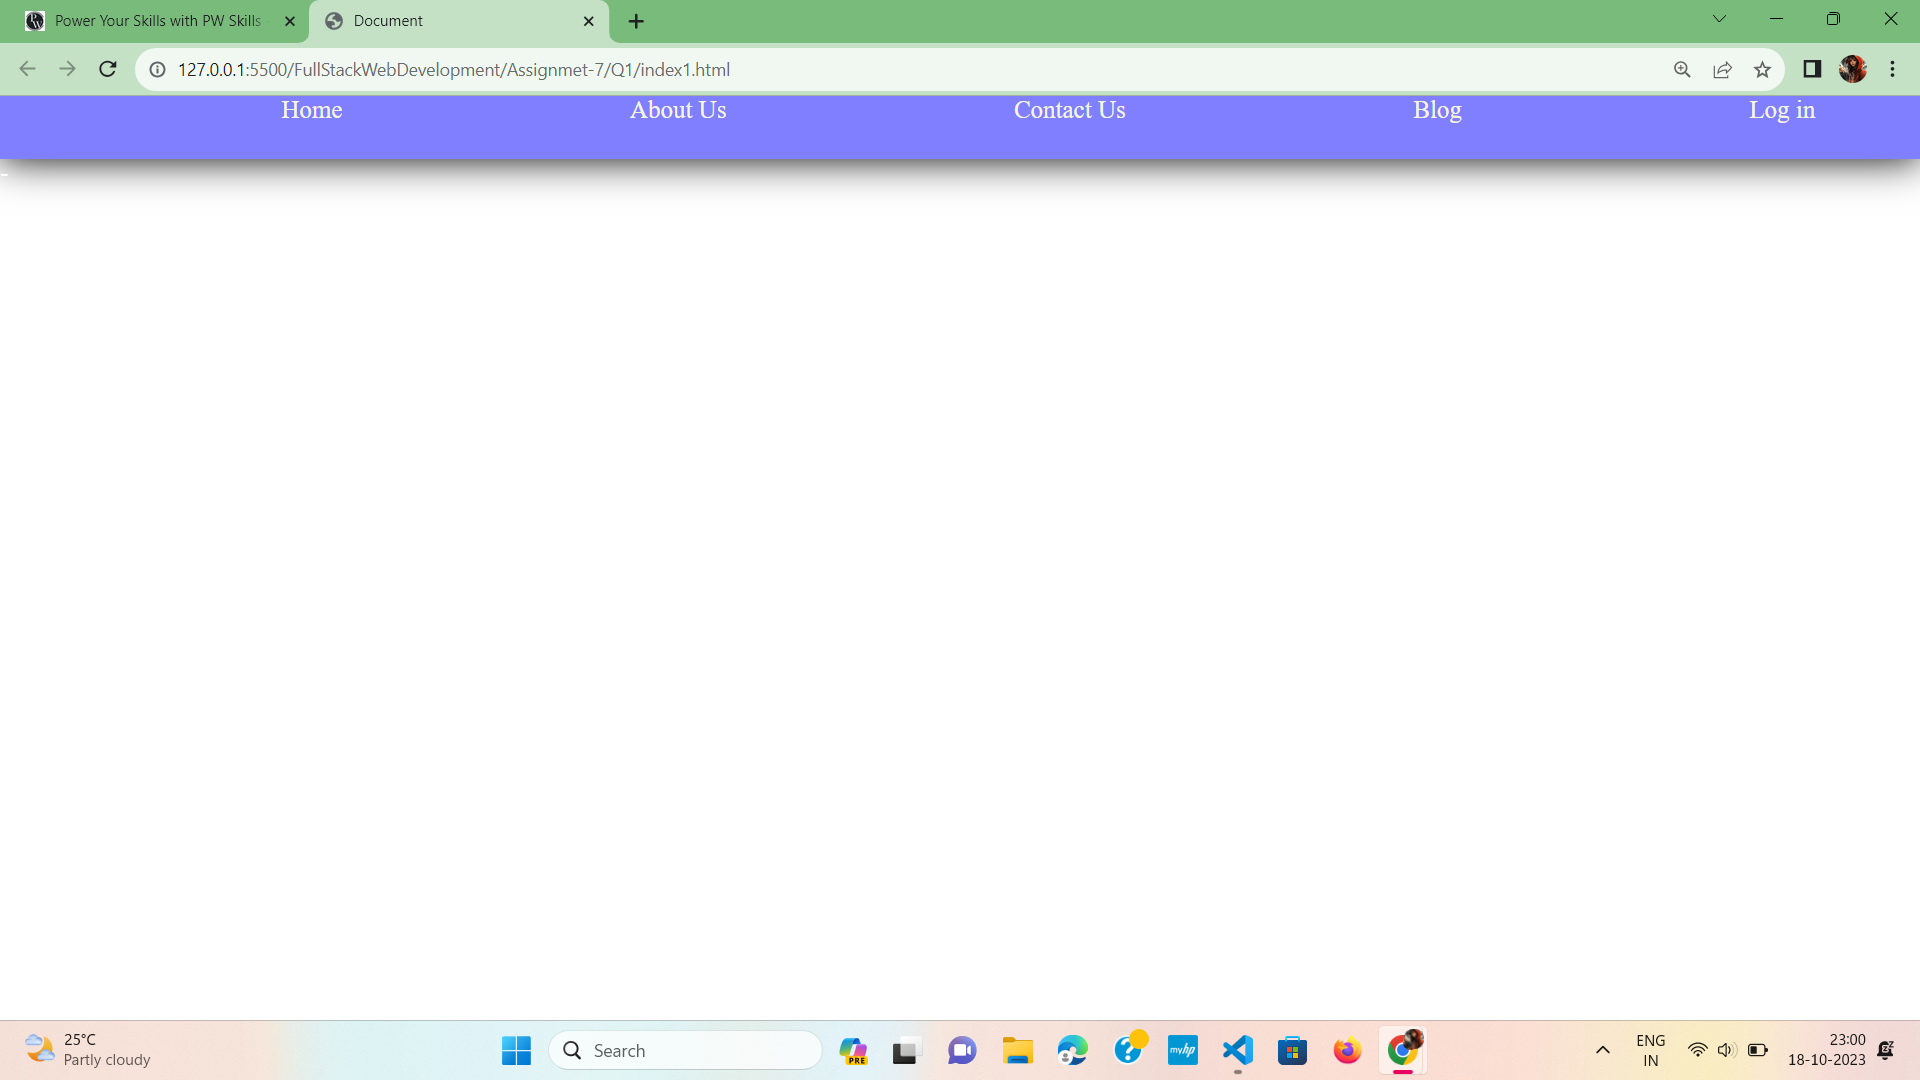 Power Your Skills with PW Skills
Document
127.0.0.1:5500/FullStackWebDevelopment/Assignmet-7/Q1/index1.html
Home About Us Contact Us Blog Log in
-
25°C
Partly cloudy
Search
PRE
myhp
ENG
IN
23:00
18-10-2023